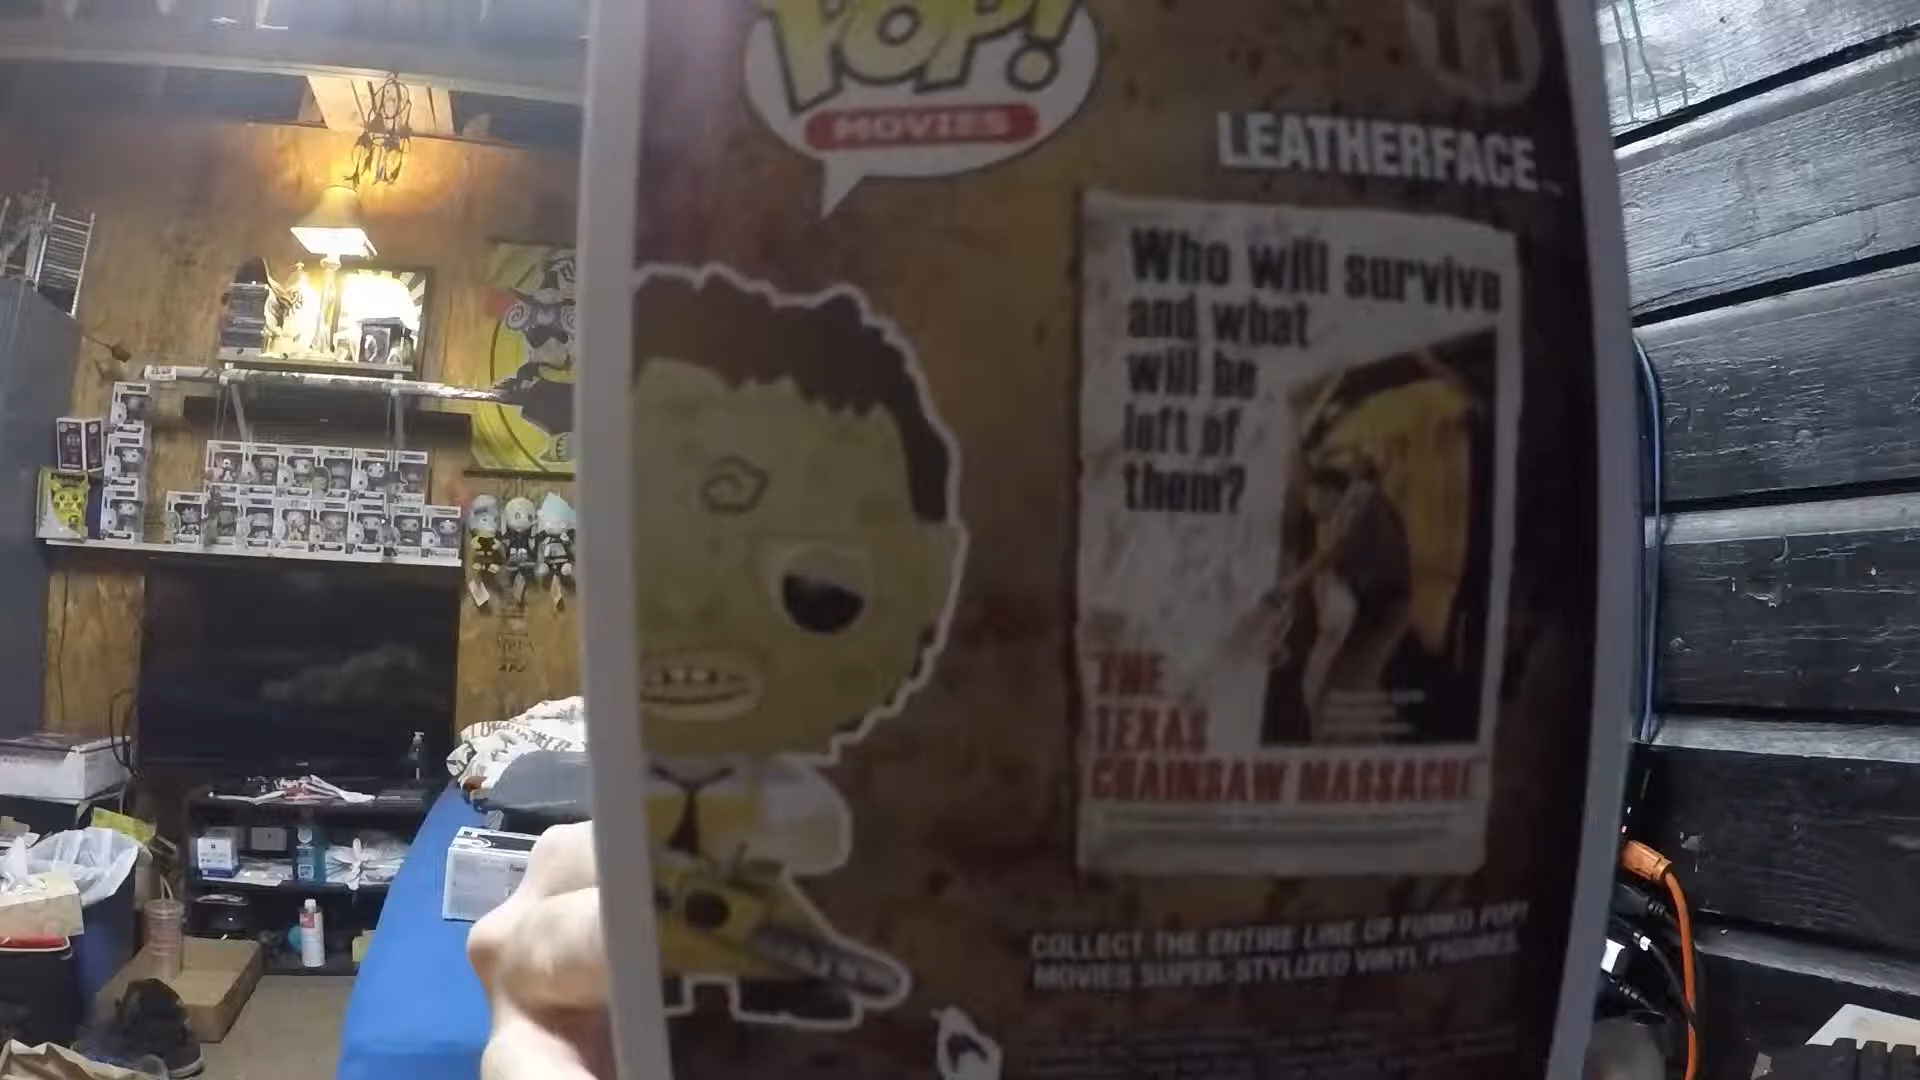 POP!
MOVIES
LEATHERFACE
Who will survive
and what
will be
left of
them?
THE
TEXAS
CHAINSAW MASSACRE
COLLECT THE ENTIRE LINE OF FUNKO POP!
MOVIES SUPER-STYLIZED VINYL FIGURES